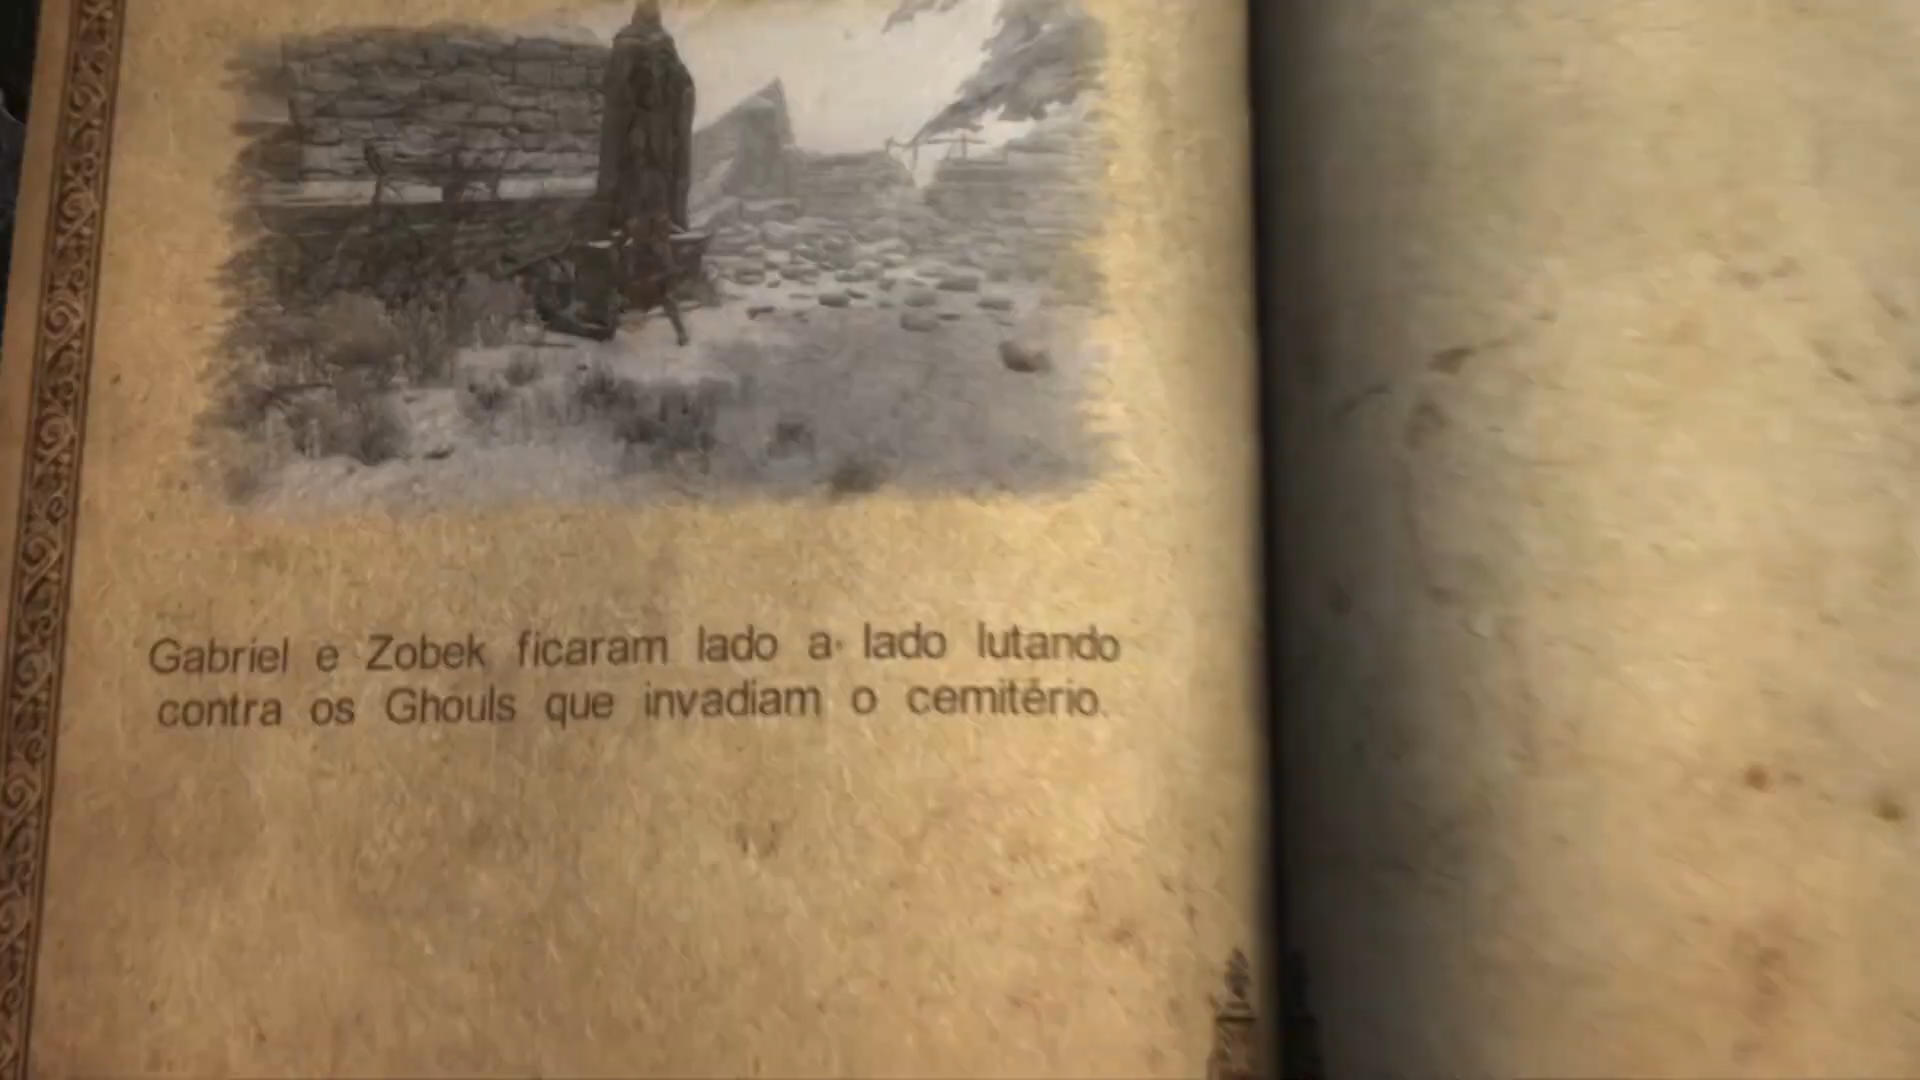 Gabriel e Zobek ficaram lado a lado lutando
contra os Ghouls que invadiam o cemitério.